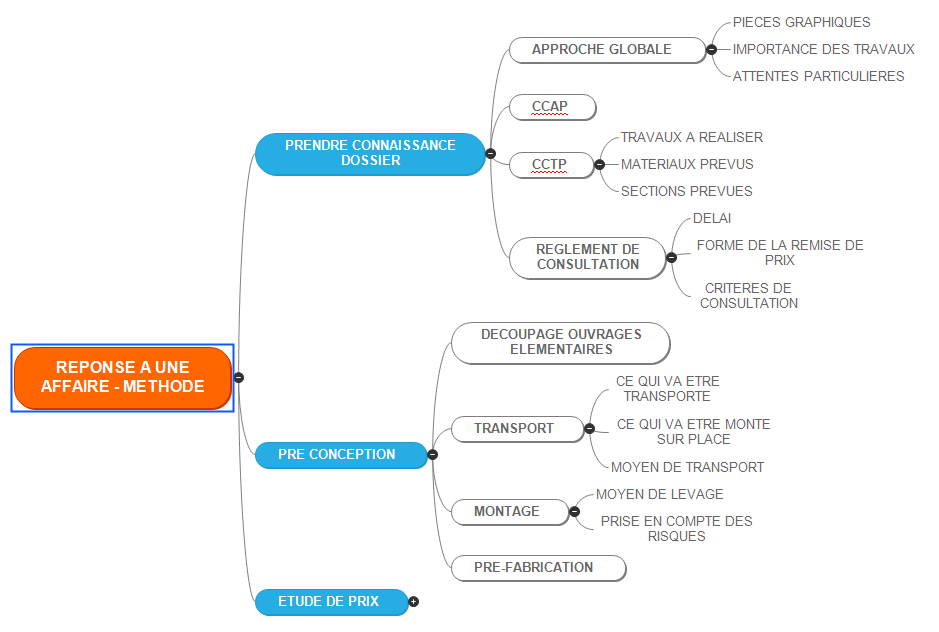 REPONSE A UNE
AFFAIRE - METHODE
PRENDRE CONNAISSANCE
DOSSIER
APPROCHE GLOBALE
PIECES GRAPHIQUES
IMPORTANCE DES TRAVAUX
ATTENTES PARTICULIERES
CCAP
CCTP
TRAVAUX A REALISER
MATERIAUX PREVUS
SECTIONS PREVUES
REGLEMENT DE
CONSULTATION
DELAI
FORME DE LA REMISE DE
PRIX
CRITERES DE
CONSULTATION
PRE CONCEPTION
DECOUPAGE OUVRAGES
ELEMENTAIRES
TRANSPORT
CE QUI VA ETRE
TRANSPORTE
CE QUI VA ETRE MONTE
SUR PLACE
MOYEN DE TRANSPORT
MONTAGE
MOYEN DE LEVAGE
PRISE EN COMPTE DES
RISQUES
PRE-FABRICATION
ETUDE DE PRIX